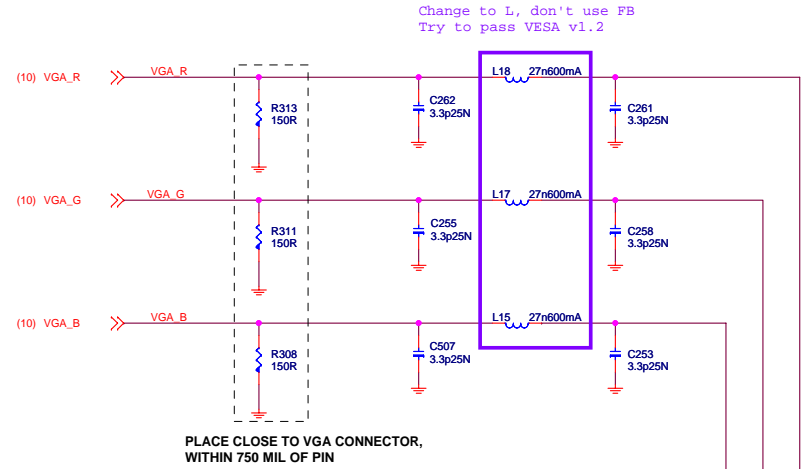 Change to L, don't use FB
Try to pass VESA v1.2
(10) VGA_R
VGA_R
R313
150R
C262
3.3p25N
L18 27n600mA
C261
3.3p25N
(10) VGA_G
VGA_G
R311
150R
C255
3.3p25N
L17 27n600mA
C258
3.3p25N
(10) VGA_B
VGA_B
R308
150R
C507
3.3p25N
L15 27n600mA
C253
3.3p25N
PLACE CLOSE TO VGA CONNECTOR,
WITHIN 750 MIL OF PIN